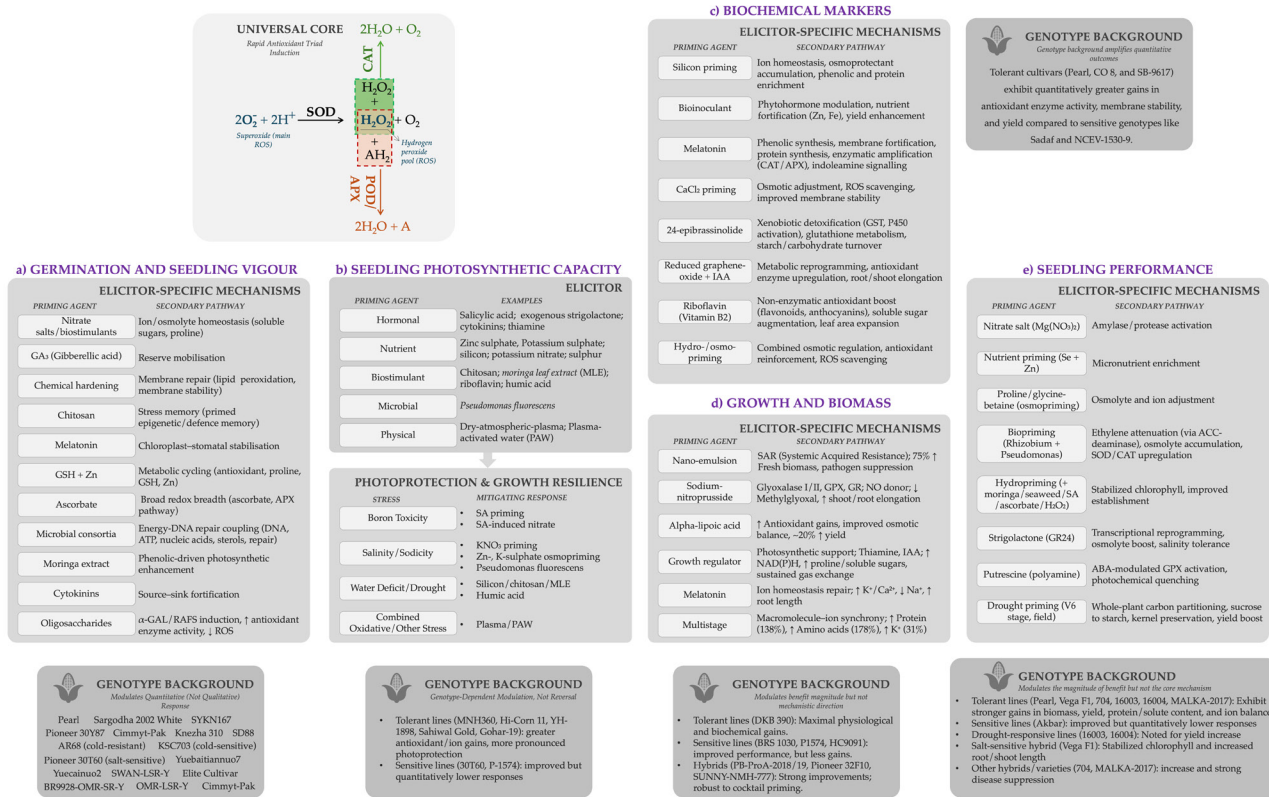 UNIVERSAL CORE
Rapid Antioxidant Triad
Induction
2H₂O + O₂
CAT
H₂O₂
+
2O₂⁻ + 2H⁺
SOD
H₂O₂ + O₂
Superoxide (main
ROS)
+
AH₂
Hydrogen
peroxide
pool (ROS)
POD/
APX
2H₂O + A
a) GERMINATION AND SEEDLING VIGOUR
ELICITOR-SPECIFIC MECHANISMS
PRIMING AGENT SECONDARY PATHWAY
Nitrate
salts/biostimulants
Ion/osmolyte homeostasis (soluble
sugars, proline)
GA₃ (Gibberellic acid)
Reserve mobilisation
Chemical hardening
Membrane repair (lipid peroxidation,
membrane stability)
Chitosan
Stress memory (primed
epigenetic/defence memory)
Melatonin
Chloroplast–stomatal stabilisation
GSH + Zn
Metabolic cycling (antioxidant, proline,
GSH, Zn)
Ascorbate
Broad redox breadth (ascorbate, APX
pathway)
Microbial consortia
Energy-DNA repair coupling (DNA,
ATP, nucleic acids, sterols, repair)
Moringa extract
Phenolic-driven photosynthetic
enhancement
Cytokinins
Source–sink fortification
Oligosaccharides
α-GAL/RAFS induction, ↑ antioxidant
enzyme activity, ↓ ROS
GENOTYPE BACKGROUND
Modulates Quantitative (Not Qualitative)
Response
Pearl Sargodha 2002 White SYKN167
Pioneer 30Y87 Cimmyt-Pak Knezha 310 SD88
AR68 (cold-resistant) KSC703 (cold-sensitive)
Pioneer 30T60 (salt-sensitive) Yuebaitiannuo7
Yuecainuo2 SWAN-LSR-Y Elite Cultivar
BR9928-OMR-SR-Y OMR-LSR-Y Cimmyt-Pak
b) SEEDLING PHOTOSYNTHETIC CAPACITY
ELICITOR
PRIMING AGENT EXAMPLES
Hormonal
Salicylic acid; exogenous strigolactone;
cytokinins; thiamine
Nutrient
Zinc sulphate, Potassium sulphate;
silicon; potassium nitrate; sulphur
Biostimulant
Chitosan; moringa leaf extract (MLE);
riboflavin; humic acid
Microbial
Pseudomonas fluorescens
Physical
Dry-atmospheric-plasma; Plasma-
activated water (PAW)
PHOTOPROTECTION & GROWTH RESILIENCE
STRESS MITIGATING RESPONSE
Boron Toxicity
• SA priming
• SA-induced nitrate
Salinity/Sodicity
• KNO₃ priming
• Zn-, K-sulphate osmopriming
• Pseudomonas fluorescens
Water Deficit/Drought
• Silicon/chitosan/MLE
• Humic acid
Combined
Oxidative/Other Stress
• Plasma/PAW
GENOTYPE BACKGROUND
Genotype-Dependent Modulation, Not Reversal
• Tolerant lines (MNH360, Hi-Corn 11, YH-
1898, Sahiwal Gold, Gohar-19):
greater antioxidant/ion gains,
more pronounced
photoprotection
• Sensitive lines (30T60, P-1574): improved but
quantitatively lower responses
c) BIOCHEMICAL MARKERS
ELICITOR-SPECIFIC MECHANISMS
PRIMING AGENT SECONDARY PATHWAY
Silicon priming
Ion homeostasis, osmoprotectant
accumulation, phenolic and protein
enrichment
Bioinoculant
Phytohormone modulation, nutrient
fortification (Zn, Fe), yield enhancement
Melatonin
Phenolic synthesis, membrane fortification,
protein synthesis, enzymatic amplification
(CAT/APX), indoleamine signalling
CaCl₂ priming
Osmotic adjustment, ROS scavenging,
improved membrane stability
24-epibrassinolide
Xenobiotic detoxification (GST, P450
activation), glutathione metabolism,
starch/carbohydrate turnover
Reduced graphene-
oxide + IAA
Metabolic reprogramming, antioxidant
enzyme upregulation, root/shoot elongation
Riboflavin
(Vitamin B2)
Non-enzymatic antioxidant boost
(flavonoids, anthocyanins), soluble sugar
augmentation, leaf area expansion
Hydro-/osmo-
priming
Combined osmotic regulation, antioxidant
reinforcement, ROS scavenging
GENOTYPE BACKGROUND
Genotype background amplifies quantitative
outcomes
Tolerant cultivars (Pearl, CO 8, and SB-9617)
exhibit quantitatively greater gains in
antioxidant enzyme activity, membrane stability,
and yield compared to sensitive genotypes like
Sadaf and NCEV-1530-9.
d) GROWTH AND BIOMASS
ELICITOR-SPECIFIC MECHANISMS
PRIMING AGENT SECONDARY PATHWAY
Nano-emulsion
SAR (Systemic Acquired Resistance); 75% ↑
Fresh biomass, pathogen suppression
Sodium-
nitroprusside
Glyoxalase I/II, GPX, GR; NO donor; ↓
Methylglyoxal, ↑ shoot/root elongation
Alpha-lipoic acid
↑ Antioxidant gains, improved osmotic
balance, ~20% ↑ yield
Growth regulator
Photosynthetic support; Thiamine, IAA; ↑
NAD(P)H, ↑ proline/soluble sugars,
sustained gas exchange
Melatonin
Ion homeostasis repair; ↑ K⁺/Ca²⁺, ↓ Na⁺, ↑
root length
Multistage
Macromolecule–ion synchrony; ↑ Protein
(138%), ↑ Amino acids (178%), ↑ K⁺ (31%)
GENOTYPE BACKGROUND
Modulates benefit magnitude but not
mechanistic direction
• Tolerant lines (DKB 390): Maximal physiological
and biochemical gains.
• Sensitive lines (BRS 1030, P1574, HC9091):
improved performance, but less gains.
• Hybrids (PB-ProA-2018/19, Pioneer 32F10,
SUNNY-NMH-777): Strong improvements;
robust to cocktail priming.
e) SEEDLING PERFORMANCE
ELICITOR-SPECIFIC MECHANISMS
PRIMING AGENT SECONDARY PATHWAY
Nitrate salt (Mg(NO₃)₂)
Amylase/protease activation
Nutrient priming (Se +
Zn)
Micronutrient enrichment
Proline/glycine-
betaine (osmopriming)
Osmolyte and ion adjustment
Biopriming
(Rhizobium +
Pseudomonas)
Ethylene attenuation (via ACC-
deaminase), osmolyte accumulation,
SOD/CAT upregulation
Hydropriming (+
moringa/seaweed/SA
/ascorbate/H₂O₂)
Stabilized chlorophyll, improved
establishment
Strigolactone (GR24)
Transcriptional reprogramming,
osmolyte boost, salinity tolerance
Putrescine (polyamine)
ABA-modulated GPX activation,
photochemical quenching
Drought priming (V6
stage, field)
Whole-plant carbon partitioning, sucrose
to starch, kernel preservation, yield boost
GENOTYPE BACKGROUND
Modulates the magnitude of benefit but not the core mechanism
• Tolerant lines (Pearl, Vega F1, 704, 16003, 16004, MALKA-2017): Exhibit
stronger gains in biomass, yield, protein/solute content, and ion balance
• Sensitive lines (Akbar): improved but quantitatively lower responses
• Drought-responsive lines (16003, 16004): Noted for yield increase
• Salt-sensitive hybrid (Vega F1): Stabilized chlorophyll and increased
root/shoot length
• Other hybrids/varieties (704, MALKA-2017): increase and strong
disease suppression